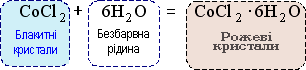 CoCl₂ + 6H₂O = CoCl₂ ·6H₂O
Блакитні кристали
Безбарвна рідина
Рожеві кристали